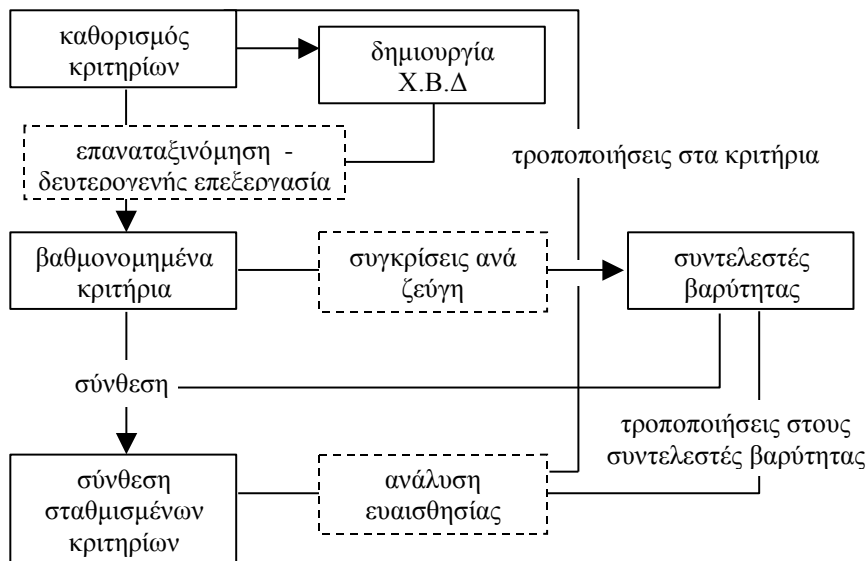 καθορισμός
κριτηρίων
δημιουργία
Χ.Β.Δ
επαναταξινόμηση -
δευτερογενής επεξεργασία
τροποποιήσεις στα κριτήρια
βαθμονομημένα
κριτήρια
συγκρίσεις ανά
ζεύγη
συντελεστές
βαρύτητας
σύνθεση
τροποποιήσεις στους
συντελεστές βαρύτητας
σύνθεση
σταθμισμένων
κριτηρίων
ανάλυση
ευαισθησίας